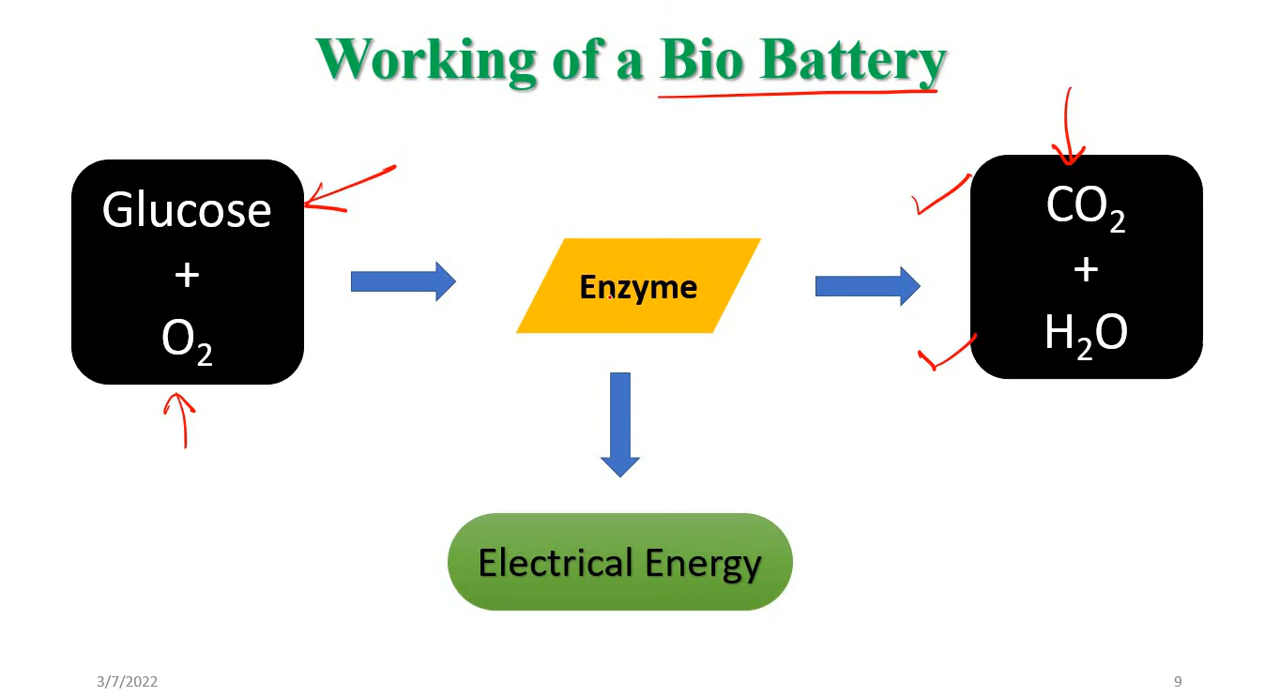 Working of a Bio Battery
Glucose
+
O₂
Enzyme
CO₂
+
H₂O
Electrical Energy
3/7/2022
9